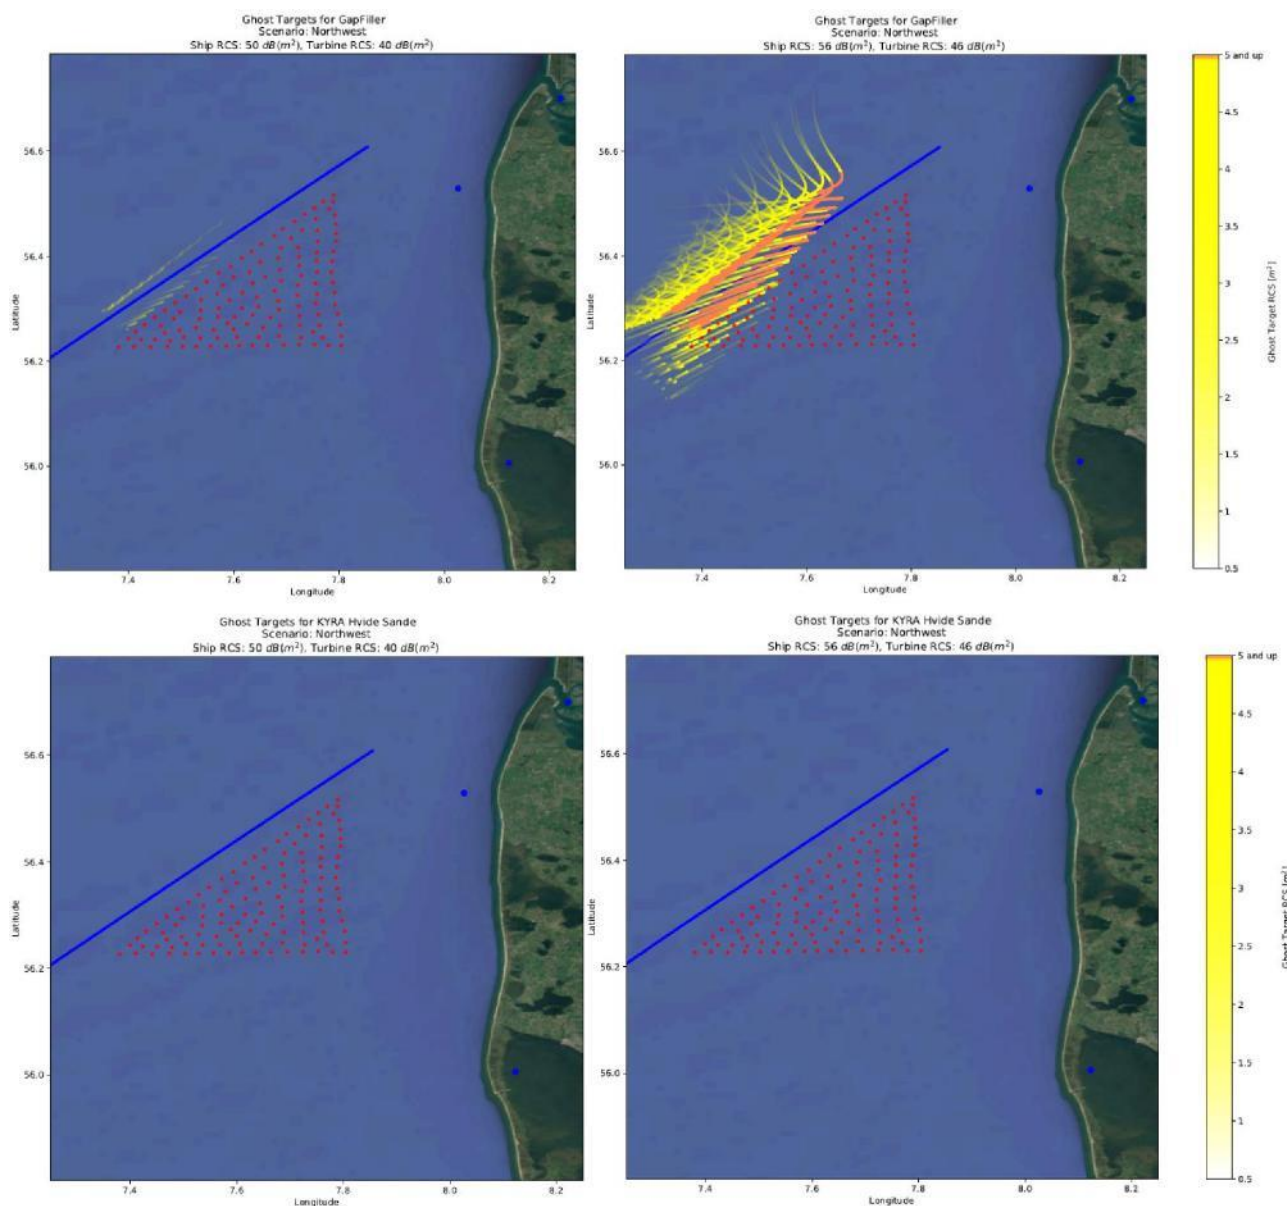 Ghost Targets for GapFiller
Scenario: Northwest
Ship RCS: 50 dB(m²), Turbine RCS: 40 dB(m²)
56.6
56.4
56.2
56.0
Latitude
7.4
7.6
7.8
8.0
8.2
Longitude
Ghost Targets for GapFiller
Scenario: Northwest
Ship RCS: 56 dB(m²), Turbine RCS: 46 dB(m²)
56.6
56.4
56.2
56.0
Latitude
7.4
7.6
7.8
8.0
8.2
Longitude
5 and up
4.5
4
3.5
3
2.5
2
1.5
1
0.5
Ghost Target RCS [m²]
Ghost Targets for KYRA Hvide Sande
Scenario: Northwest
Ship RCS: 50 dB(m²), Turbine RCS: 40 dB(m²)
56.6
56.4
56.2
56.0
Latitude
7.4
7.6
7.8
8.0
8.2
Longitude
Ghost Targets for KYRA Hvide Sande
Scenario: Northwest
Ship RCS: 56 dB(m²), Turbine RCS: 46 dB(m²)
56.6
56.4
56.2
56.0
Latitude
7.4
7.6
7.8
8.0
8.2
Longitude
5 and up
4.5
4
3.5
3
2.5
2
1.5
1
0.5
Ghost Target RCS [m²]